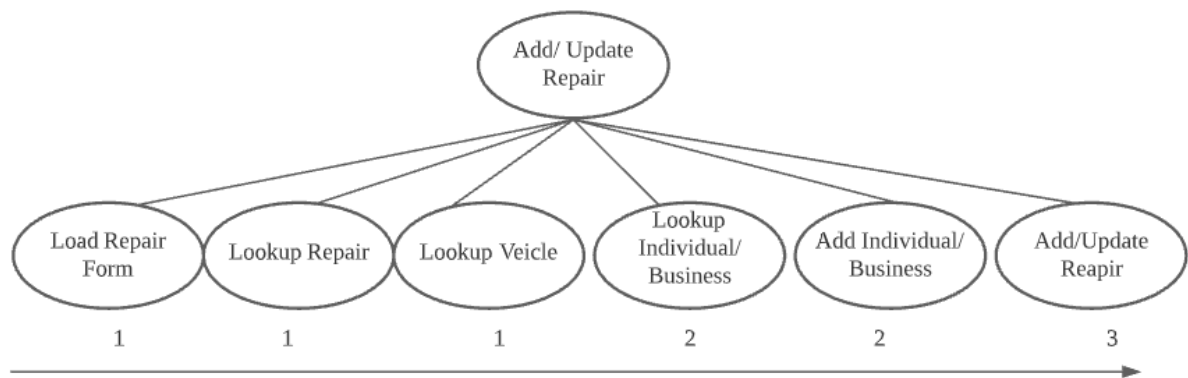 Add/ Update
Repair
Load Repair
Form
Lookup Repair
Lookup Veicle
Lookup
Individual/
Business
Add Individual/
Business
Add/Update
Reapir
1
1
1
2
2
3